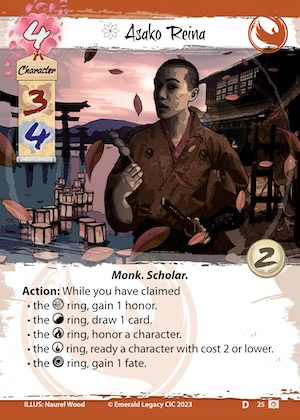 4
Asako Reina
Character
3
4
2
Monk. Scholar.
Action: While you have claimed
• the ring, gain 1 honor.
• the ring, draw 1 card.
• the ring, honor a character.
• the ring, ready a character with cost 2 or lower.
• the ring, gain 1 fate.
ILLUS: Naurel Wood © Emerald Legacy CIC 2023 D 25